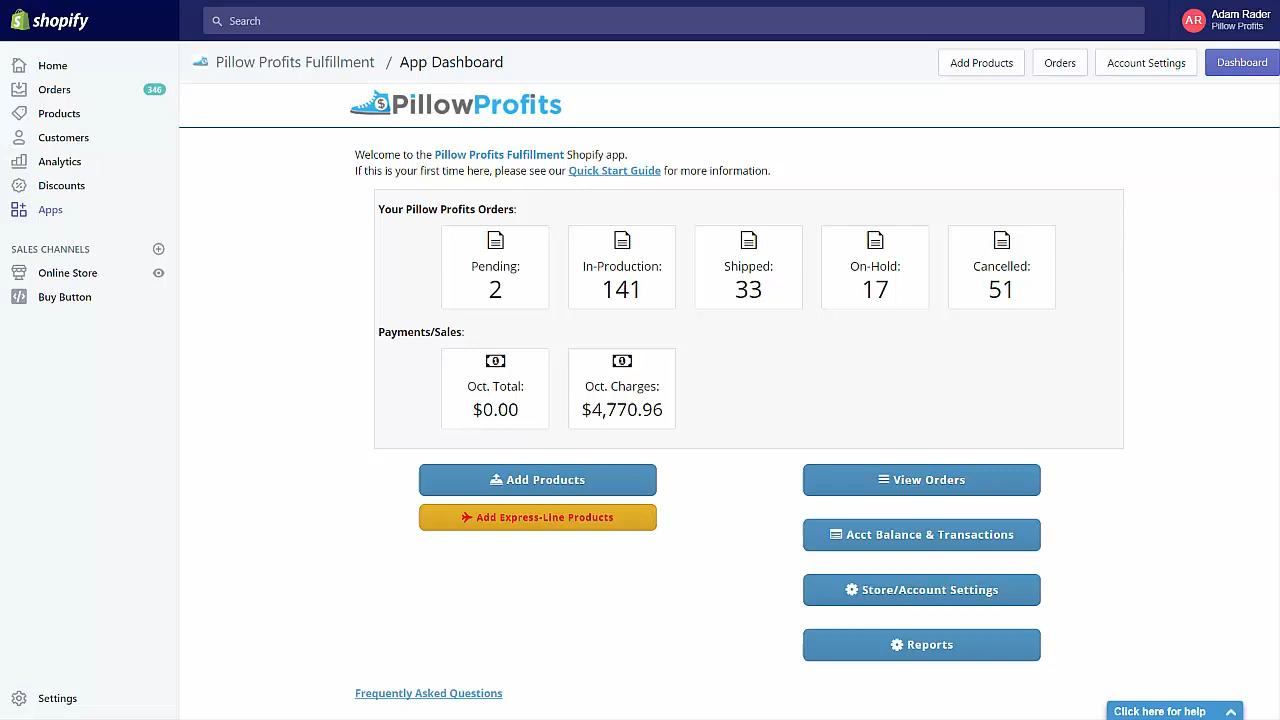 shopify
Search
AR
Adam Rader
Pillow Profits
Home
Orders
346
Products
Customers
Analytics
Discounts
Apps
SALES CHANNELS
Online Store
Buy Button
Settings
Pillow Profits Fulfillment / App Dashboard
Add Products
Orders
Account Settings
Dashboard
$ PillowProfits
Welcome to the Pillow Profits Fulfillment Shopify app.
If this is your first time here, please see our Quick Start Guide for more information.
Your Pillow Profits Orders:
Pending:
2
In-Production:
141
Shipped:
33
On-Hold:
17
Cancelled:
51
Payments/Sales:
Oct. Total:
$0.00
Oct. Charges:
$4,770.96
Add Products
Add Express-Line Products
View Orders
Acct Balance & Transactions
Store/Account Settings
Reports
Frequently Asked Questions
Click here for help